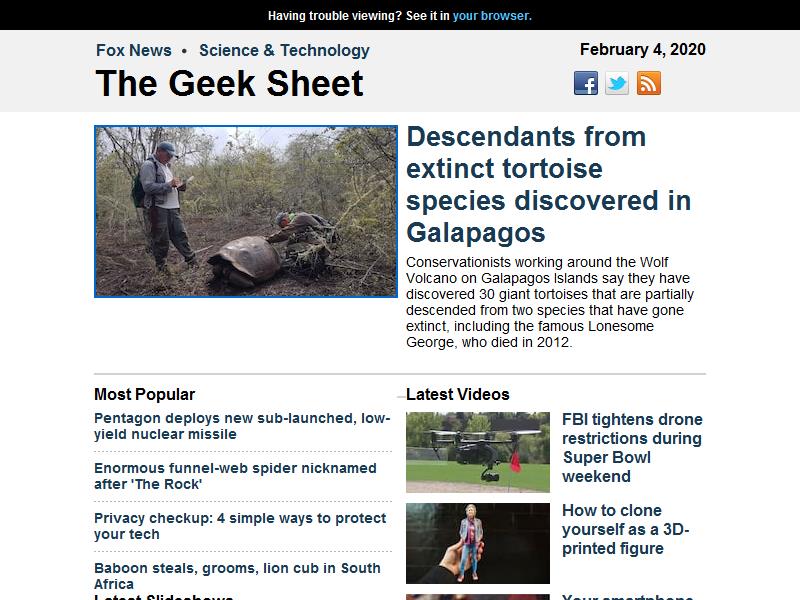 Having trouble viewing? See it in your browser.
Fox News • Science & Technology
February 4, 2020
The Geek Sheet
Descendants from
extinct tortoise
species discovered in
Galapagos
Conservationists working around the Wolf
Volcano on Galapagos Islands say they have
discovered 30 giant tortoises that are partially
descended from two species that have gone
extinct, including the famous Lonesome
George, who died in 2012.
Most Popular
Pentagon deploys new sub-launched, low-
yield nuclear missile
Enormous funnel-web spider nicknamed
after 'The Rock'
Privacy checkup: 4 simple ways to protect
your tech
Baboon steals, grooms, lion cub in South
Africa
Latest Slideshows
Latest Videos
FBI tightens drone
restrictions during
Super Bowl
weekend
How to clone
yourself as a 3D-
printed figure
Your smartphone